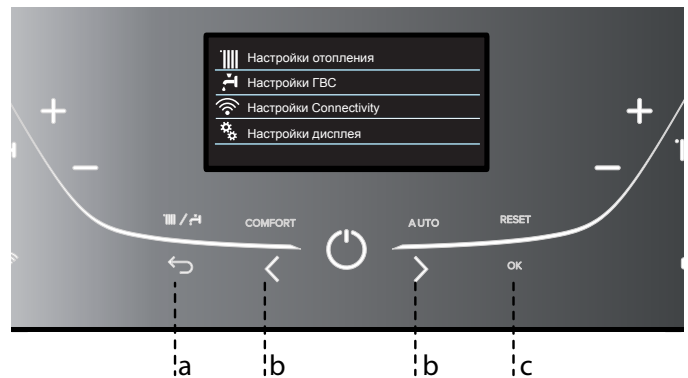 Настройки отопления
Настройки ГВС
Настройки Connectivity
Настройки дисплея
+ +
− −
/ COMFORT AUTO RESET
OK
a b b c